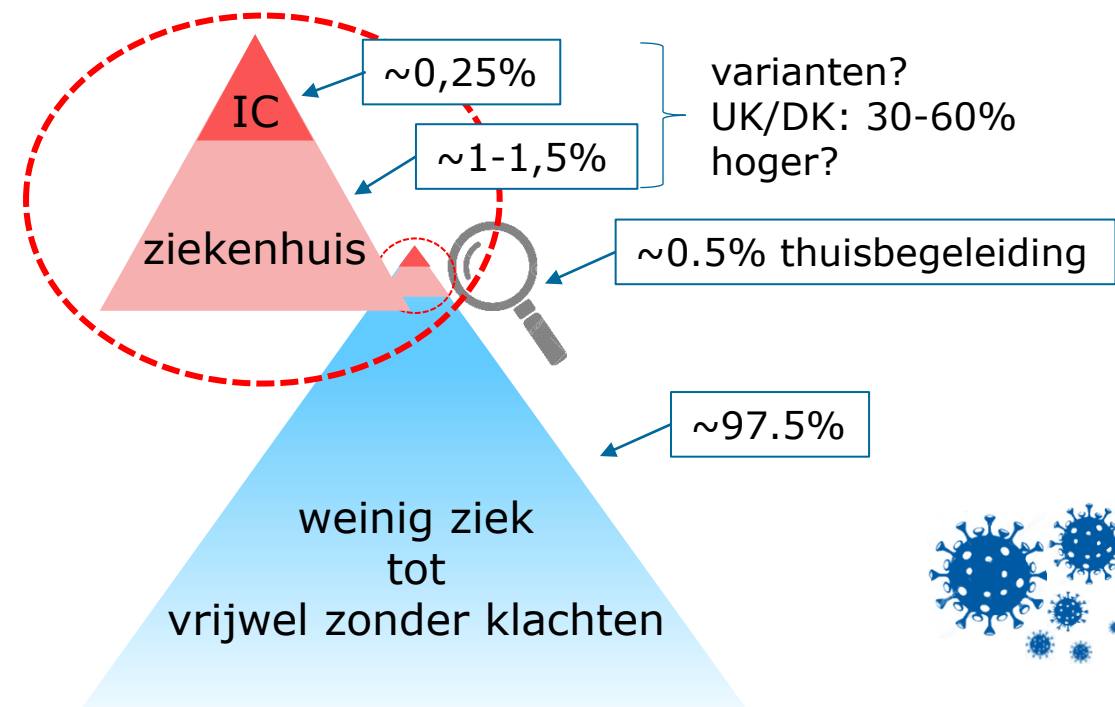 IC
~0,25%
~1-1,5%
varianten?
UK/DK: 30-60%
hoger?
ziekenhuis
~0.5% thuisbegeleiding
~97.5%
weinig ziek
tot
vrijwel zonder klachten